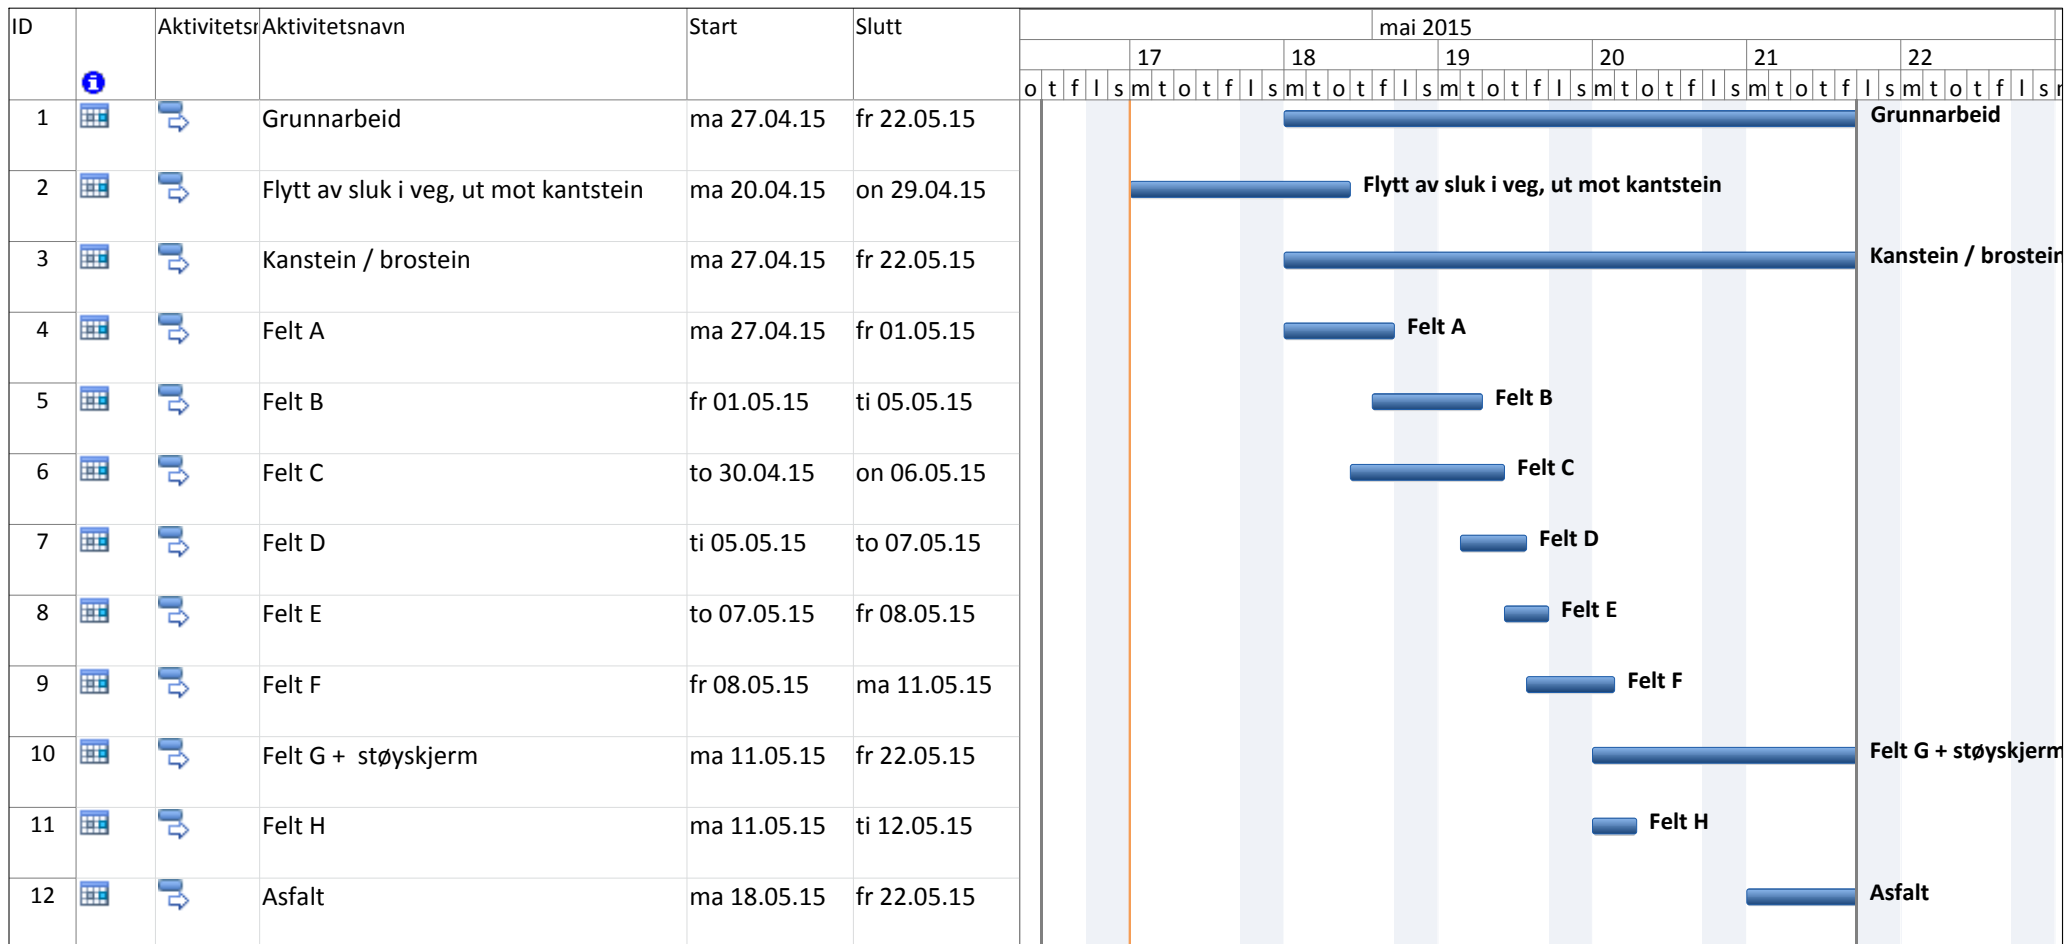 ID Aktivitetsr Aktivitetsnavn Start Slutt
mai 2015
17 18 19 20 21 22
o t f l s m t o t f l s m t o t f l s m t o t f l s m t o t f l s m t o t f l s m t o t f l s
1 Grunnarbeid ma 27.04.15 fr 22.05.15 Grunnarbeid
2 Flytt av sluk i veg, ut mot kantstein ma 20.04.15 on 29.04.15 Flytt av sluk i veg, ut mot kantstein
3 Kanstein / brostein ma 27.04.15 fr 22.05.15 Kanstein / brostein
4 Felt A ma 27.04.15 fr 01.05.15 Felt A
5 Felt B fr 01.05.15 ti 05.05.15 Felt B
6 Felt C to 30.04.15 on 06.05.15 Felt C
7 Felt D ti 05.05.15 to 07.05.15 Felt D
8 Felt E to 07.05.15 fr 08.05.15 Felt E
9 Felt F fr 08.05.15 ma 11.05.15 Felt F
10 Felt G + støyskjerm ma 11.05.15 fr 22.05.15 Felt G + støyskjerm
11 Felt H ma 11.05.15 ti 12.05.15 Felt H
12 Asfalt ma 18.05.15 fr 22.05.15 Asfalt